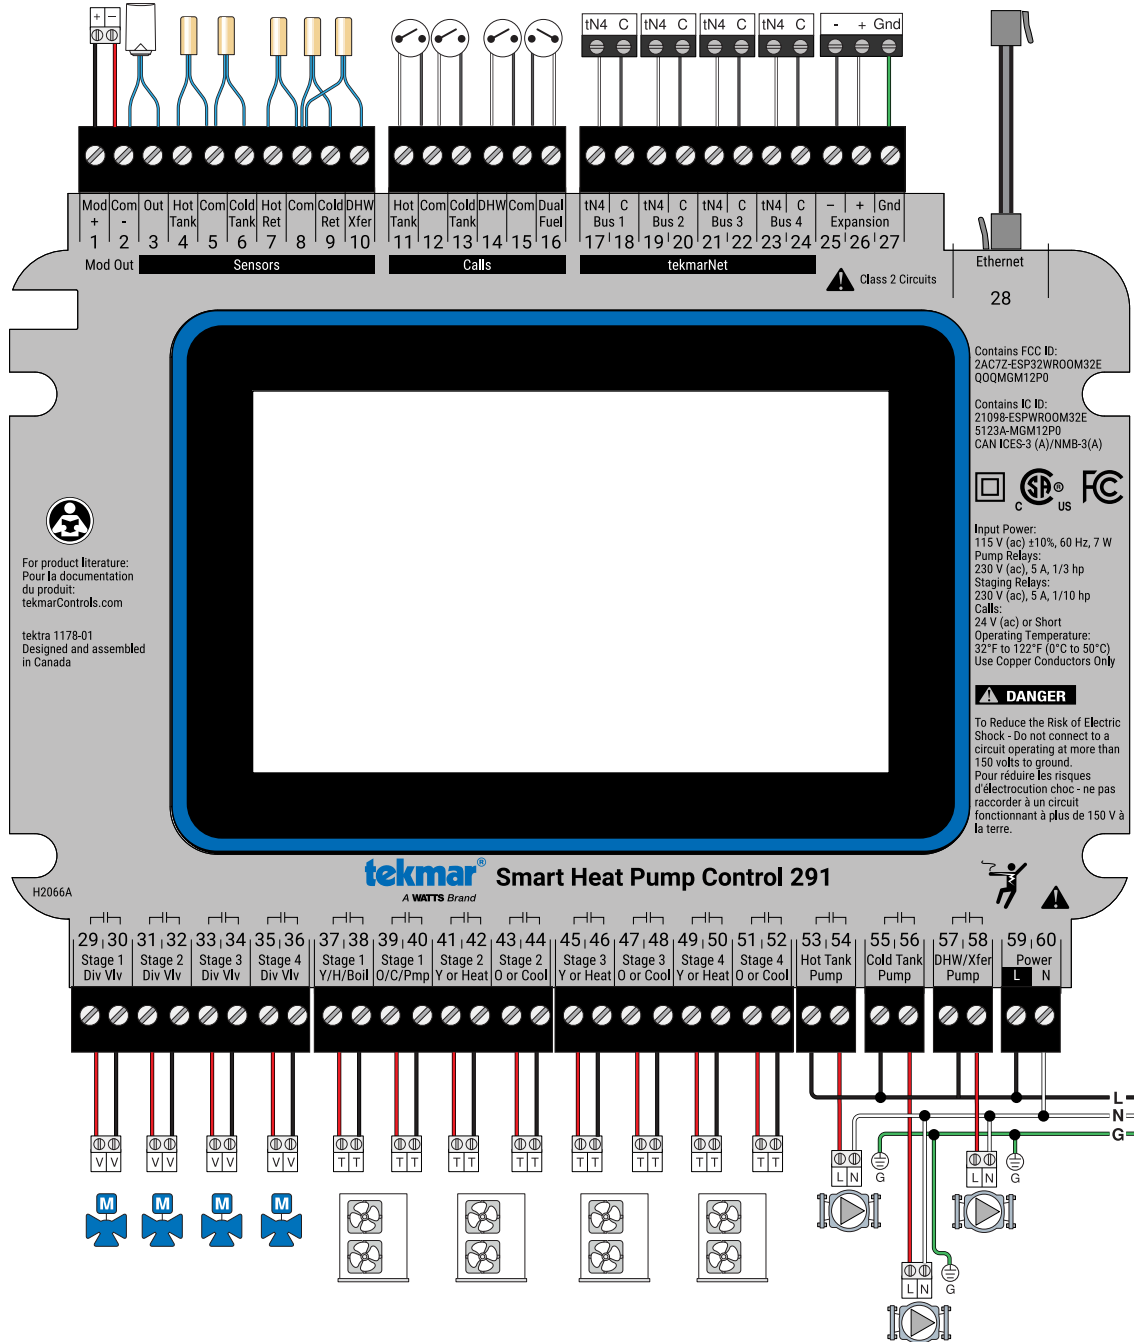 + −
tN4 C tN4 C tN4 C tN4 C - + Gnd
Mod + Com - Out Hot Tank Com Cold Tank Hot Ret Com Cold Ret DHW Xfer
1 2 3 4 5 6 7 8 9 10
Mod Out Sensors
Hot Tank Com Cold Tank DHW Com Dual Fuel
11 12 13 14 15 16
Calls
tN4 C tN4 C tN4 C tN4 C − + Gnd
Bus 1 Bus 2 Bus 3 Bus 4 Expansion
17 18 19 20 21 22 23 24 25 26 27
tekmarNet
Class 2 Circuits
Ethernet
28
Contains FCC ID:
2AC7Z-ESP32WROOM32E
QOQMGM12P0
Contains IC ID:
21098-ESPWROOM32E
5123A-MGM12P0
CAN ICES-3 (A)/NMB-3(A)
C SA ® US FC
Input Power:
115 V (ac) ±10%, 60 Hz, 7 W
Pump Relays:
230 V (ac), 5 A, 1/3 hp
Staging Relays:
230 V (ac), 5 A, 1/10 hp
Calls:
24 V (ac) or Short
Operating Temperature:
32°F to 122°F (0°C to 50°C)
Use Copper Conductors Only
DANGER
To Reduce the Risk of Electric
Shock - Do not connect to a
circuit operating at more than
150 volts to ground.
Pour réduire les risques
d'électrocution choc - ne pas
raccorder à un circuit
fonctionnant à plus de 150 V à
la terre.
For product literature:
Pour la documentation
du produit:
tekmarControls.com
tektra 1178-01
Designed and assembled
in Canada
H2066A
tekmar® Smart Heat Pump Control 291
A WATTS Brand
29 30 31 32 33 34 35 36 37 38 39 40 41 42 43 44 45 46 47 48 49 50 51 52 53 54 55 56 57 58 59 60
Stage 1 Stage 2 Stage 3 Stage 4 Stage 1 Stage 1 Stage 2 Stage 2 Stage 3 Stage 3 Stage 4 Stage 4 Hot Tank Cold Tank DHW/Xfer Power
Div Vlv Div Vlv Div Vlv Div Vlv Y/H/Boil O/C/Pmp Y or Heat O or Cool Y or Heat O or Cool Y or Heat O or Cool Pump Pump Pump L N
L
N
G
V V V V V V V V T T T T T T T T T T T T T T T T L N G L N G
M M M M
L N G